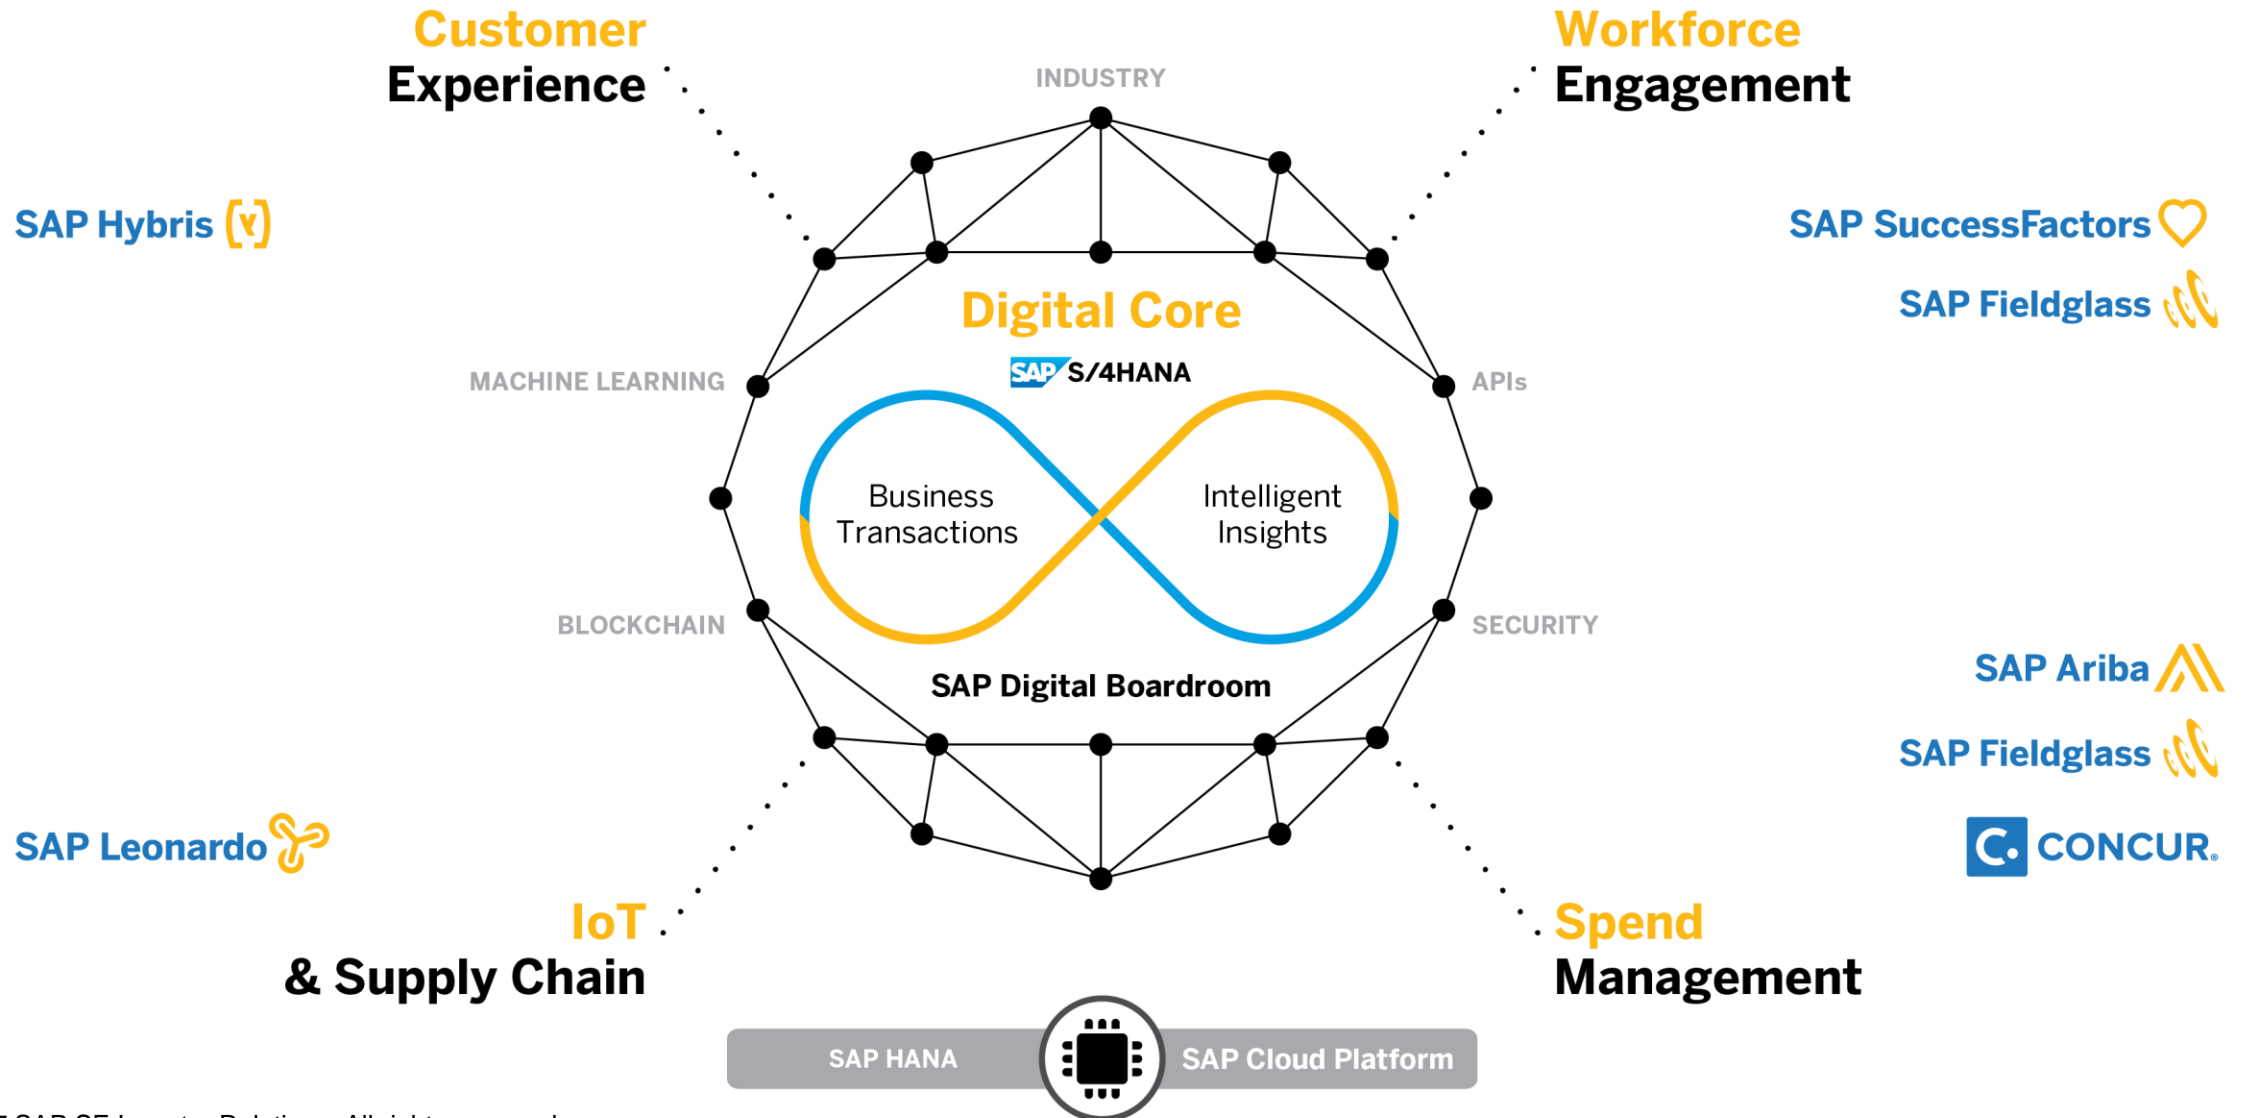 Customer
Experience
Workforce
Engagement
INDUSTRY
SAP Hybris
SAP SuccessFactors
SAP Fieldglass
Digital Core
SAP S/4HANA
MACHINE LEARNING
APIs
Business
Transactions
Intelligent
Insights
BLOCKCHAIN
SECURITY
SAP Digital Boardroom
SAP Ariba
SAP Fieldglass
SAP Leonardo
C. CONCUR®
IoT
& Supply Chain
Spend
Management
SAP HANA
SAP Cloud Platform